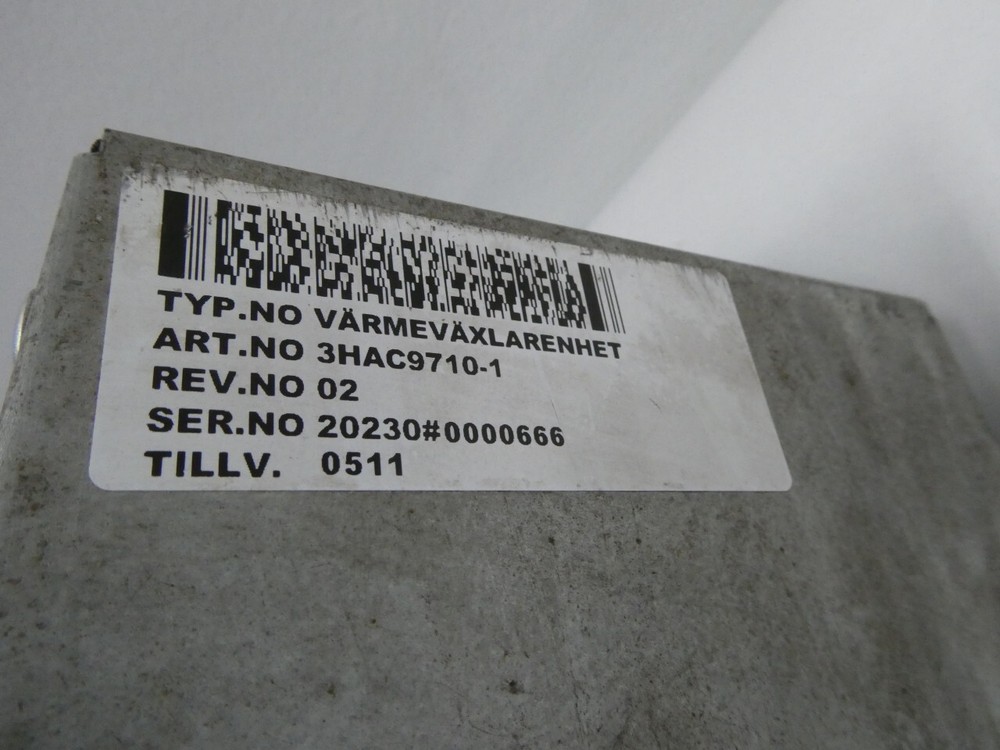 TYP.NO VÄRMEVÄXLARENHET
ART.NO 3HAC9710-1
REV.NO 02
SER.NO 20230#0000666
TILLV. 0511